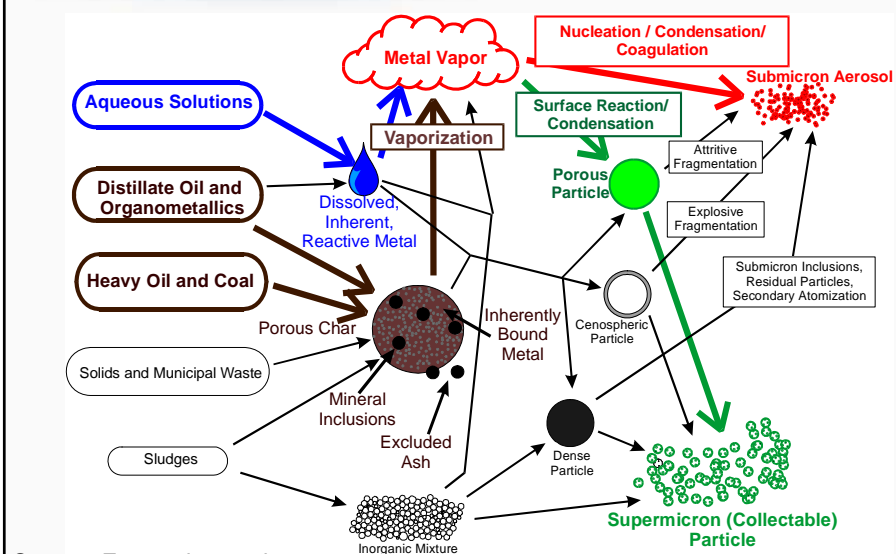 Nucleation / Condensation/
Coagulation
Metal Vapor
Submicron Aerosol
Aqueous Solutions
Surface Reaction/
Condensation
Vaporization
Attritive
Fragmentation
Porous
Particle
Distillate Oil and
Organometallics
Dissolved,
Inherent,
Reactive Metal
Explosive
Fragmentation
Submicron Inclusions,
Residual Particles,
Secondary Atomization
Heavy Oil and Coal
Porous Char
Inherently
Bound
Metal
Cenospheric
Particle
Solids and Municipal Waste
Mineral
Inclusions
Excluded
Ash
Sludges
Dense
Particle
Supermicron (Collectable)
Particle
Inorganic Mixture